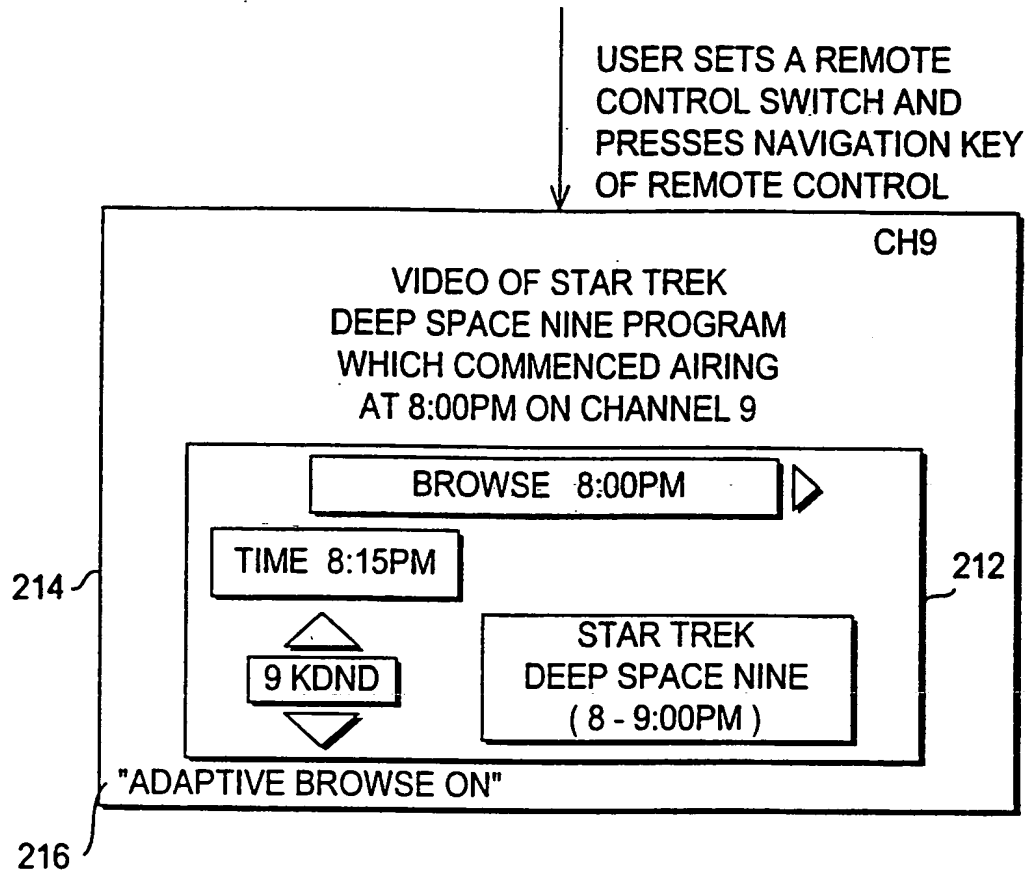 USER SETS A REMOTE
CONTROL SWITCH AND
PRESSES NAVIGATION KEY
OF REMOTE CONTROL
CH9
VIDEO OF STAR TREK
DEEP SPACE NINE PROGRAM
WHICH COMMENCED AIRING
AT 8:00PM ON CHANNEL 9
BROWSE 8:00PM
TIME 8:15PM
214
212
9 KDND
STAR TREK
DEEP SPACE NINE
( 8 - 9:00PM )
"ADAPTIVE BROWSE ON"
216